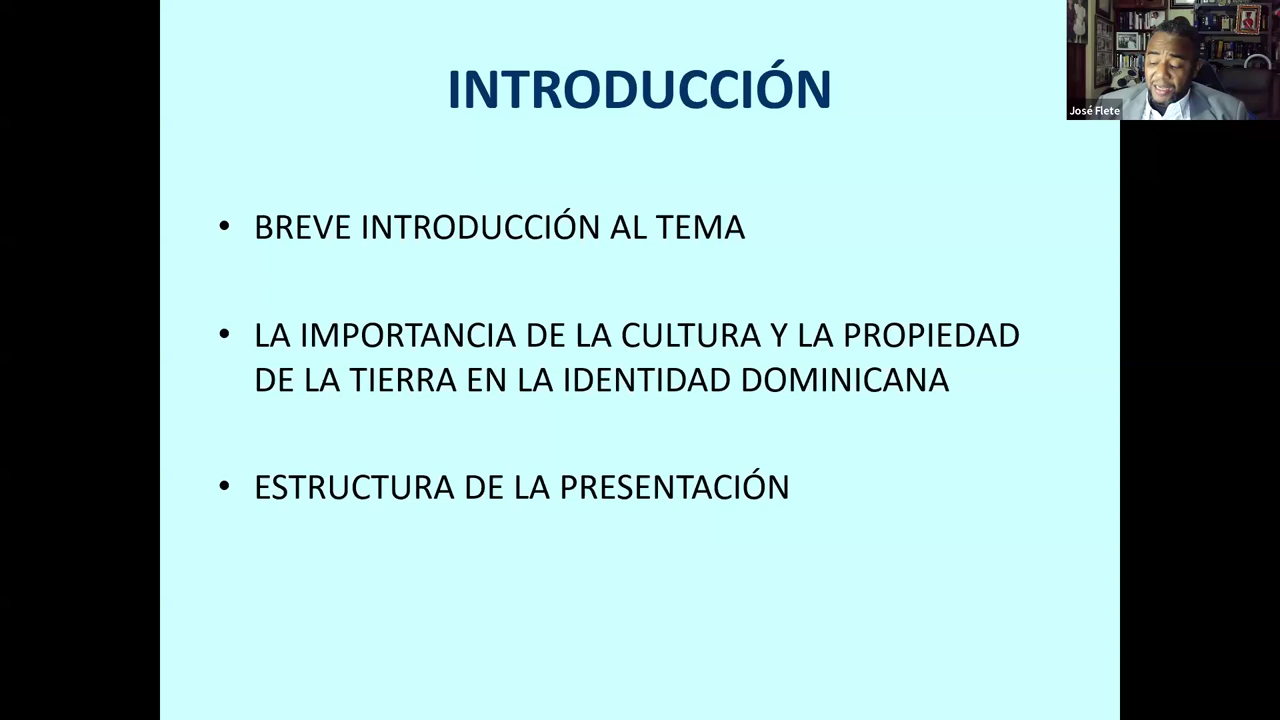 INTRODUCCIÓN
José Flete
• BREVE INTRODUCCIÓN AL TEMA
• LA IMPORTANCIA DE LA CULTURA Y LA PROPIEDAD
DE LA TIERRA EN LA IDENTIDAD DOMINICANA
• ESTRUCTURA DE LA PRESENTACIÓN